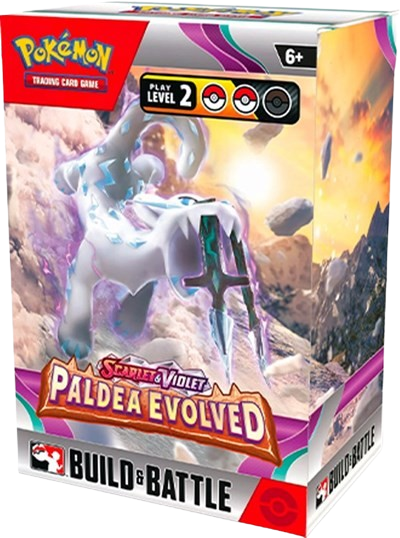 POKéMON
TRADING CARD GAME
6+
PLAY
LEVEL 2
SCARLET & VIOLET
PALDEA EVOLVED
BUILD & BATTLE
BUILD & BATTLE